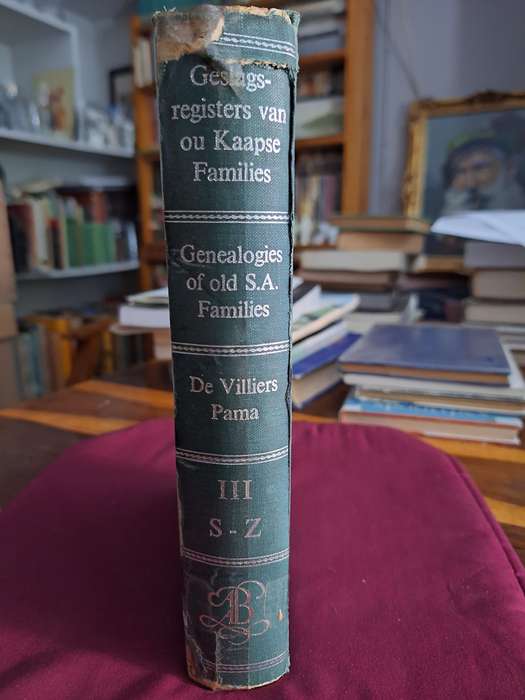 Geslags-
registers van
ou Kaapse
Families
Genealogies
of old S.A.
Families
De Villiers
Pama
III
S - Z
AB